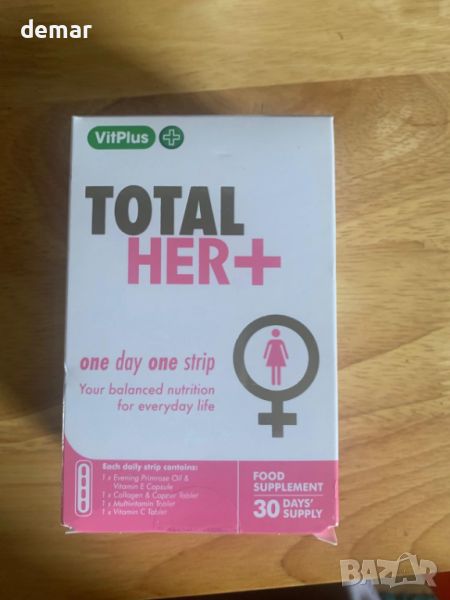 demar
VitPlus
TOTAL
HER+
one day one strip
Your balanced nutrition
for everyday life
Each daily strip contains:
1 x Evening Primrose Oil &
Vitamin E Capsule
1 x Collagen & Copper Tablet
1 x Multivitamin Tablet
1 x Vitamin C Tablet
FOOD
SUPPLEMENT
30 DAYS'
SUPPLY
BAZAR